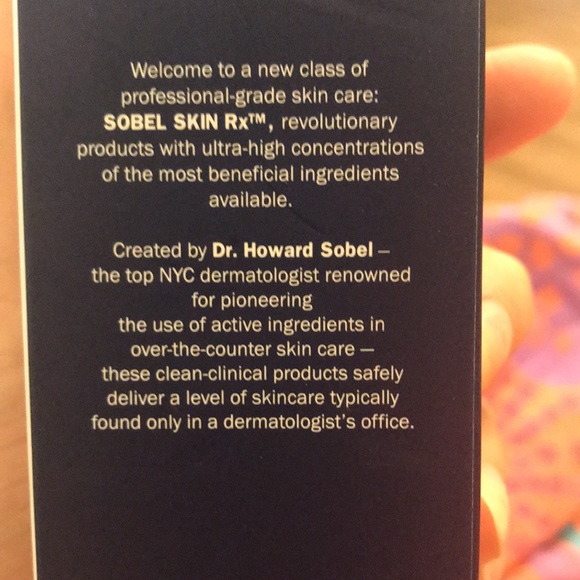 Welcome to a new class of
professional-grade skin care:
SOBEL SKIN Rx™, revolutionary
products with ultra-high concentrations
of the most beneficial ingredients
available.
Created by Dr. Howard Sobel —
the top NYC dermatologist renowned
for pioneering
the use of active ingredients in
over-the-counter skin care —
these clean-clinical products safely
deliver a level of skincare typically
found only in a dermatologist's office.